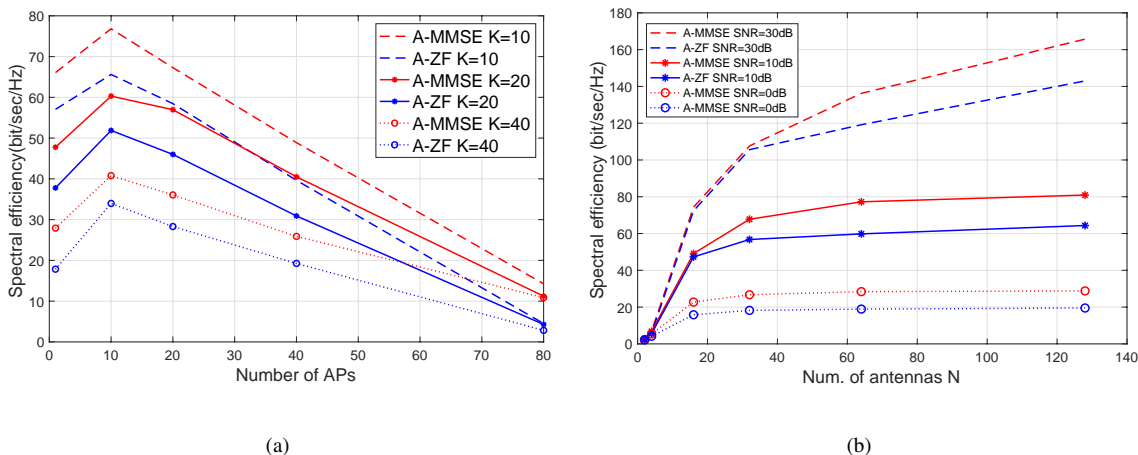 80
70
60
50
40
30
20
10
0
0 10 20 30 40 50 60 70 80
Spectral efficiency(bit/sec/Hz)
Number of APs
A-MMSE K=10
A-ZF K=10
A-MMSE K=20
A-ZF K=20
A-MMSE K=40
A-ZF K=40
(a)
180
160
140
120
100
80
60
40
20
0
0 20 40 60 80 100 120 140
Spectral efficiency (bit/sec/Hz)
Num. of antennas N
A-MMSE SNR=30dB
A-ZF SNR=30dB
A-MMSE SNR=10dB
A-ZF SNR=10dB
A-MMSE SNR=0dB
A-MMSE SNR=0dB
(b)